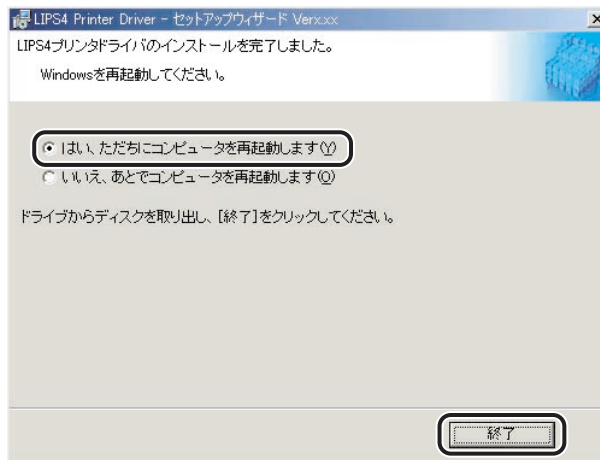 LIPS4 Printer Driver - セットアップウィザード Verx.xx
LIPS4プリンタドライバのインストールを完了しました。
Windowsを再起動してください。
はい、ただちにコンピュータを再起動します(Y)
いいえ、あとでコンピュータを再起動します(O)
ドライブからディスクを取り出し、[終了]をクリックしてください。
終了